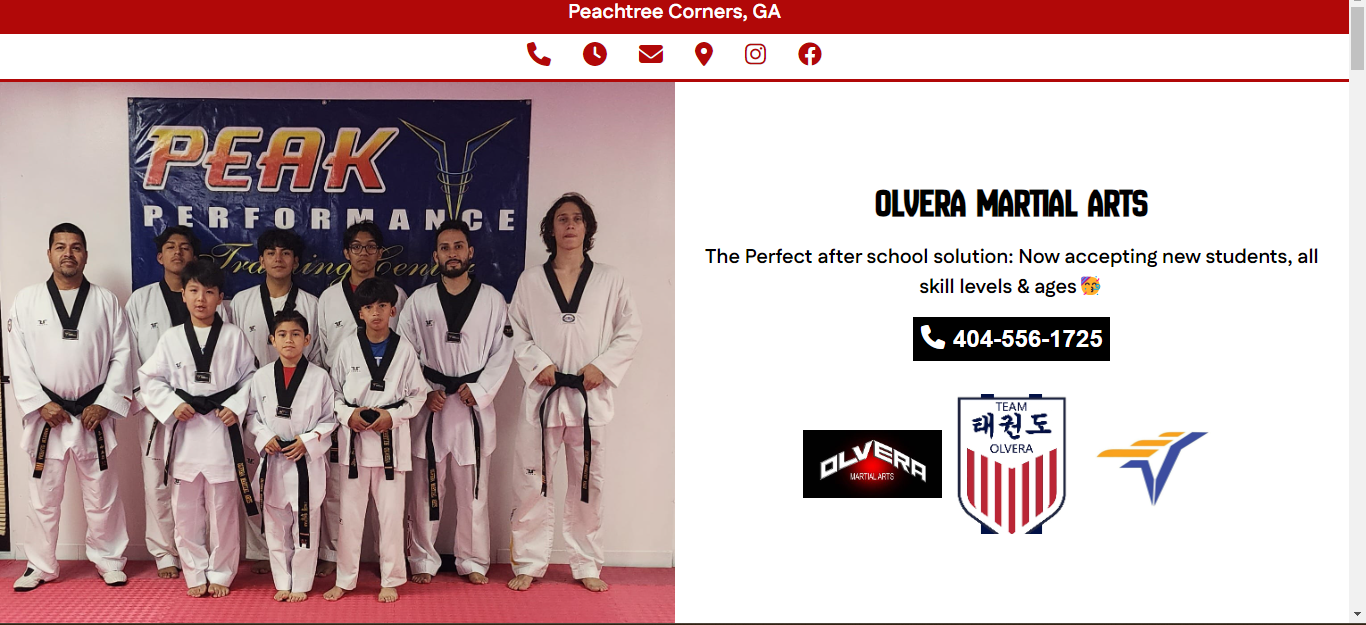 Peachtree Corners, GA
PEAK
PERFORMANCE
Training Center
OLVERA MARTIAL ARTS
The Perfect after school solution: Now accepting new students, all
skill levels & ages 🥳
404-556-1725
OLVERA
MARTIAL ARTS
TEAM
태권도
OLVERA